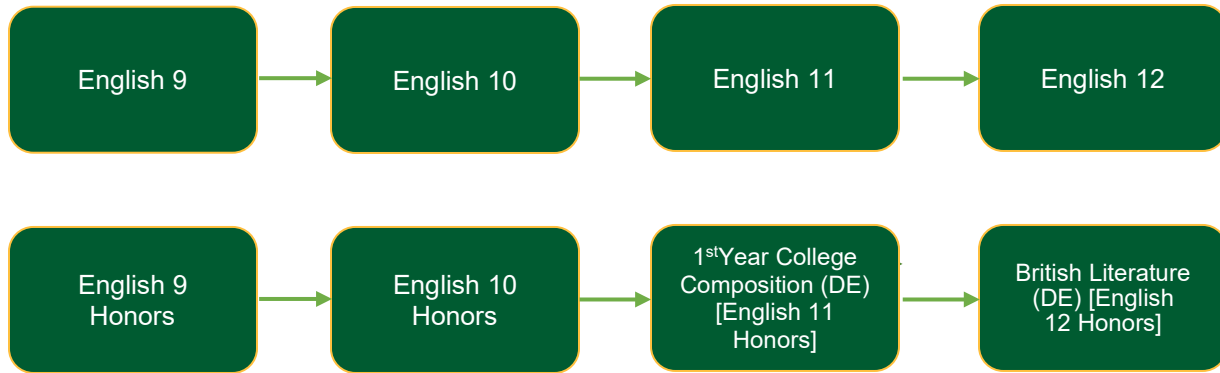 English 9
English 10
English 11
English 12
English 9
Honors
English 10
Honors
1stYear College
Composition (DE)
[English 11
Honors]
British Literature
(DE) [English
12 Honors]